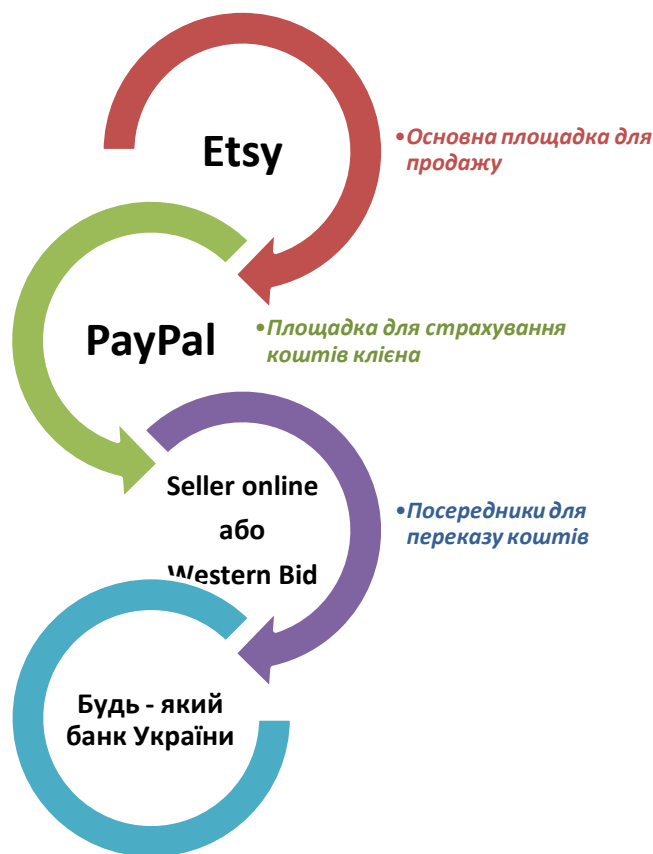 Etsy
•Основна площадка для
продажу
PayPal
•Площадка для страхування
коштів клієна
Seller online
або
Western Bid
•Посередники для
переказу коштів
Будь - який
банк України